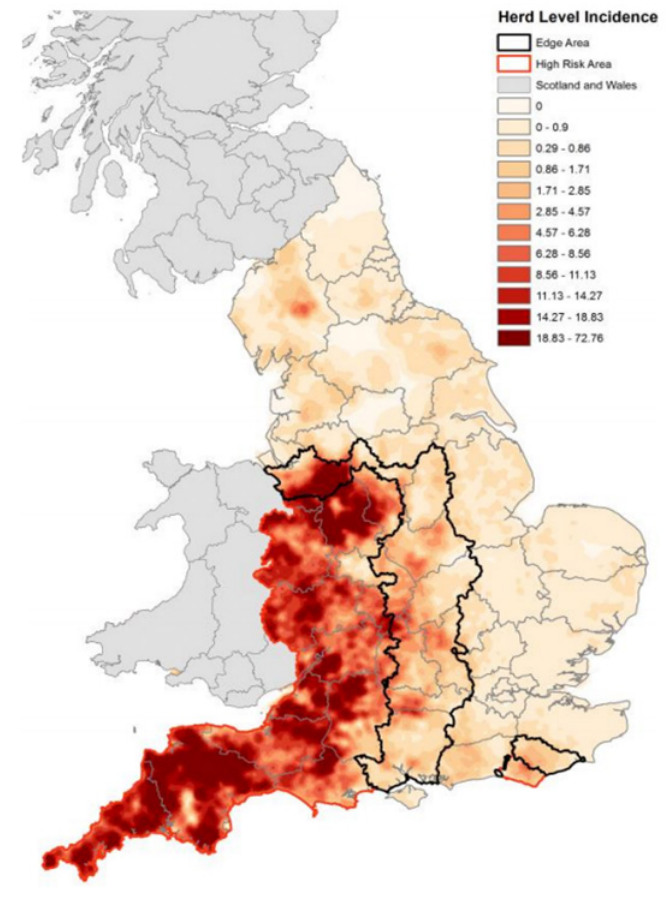 Herd Level Incidence
Edge Area
High Risk Area
Scotland and Wales
0
0 - 0.9
0.29 - 0.86
0.86 - 1.71
1.71 - 2.85
2.85 - 4.57
4.57 - 6.28
6.28 - 8.56
8.56 - 11.13
11.13 - 14.27
14.27 - 18.83
18.83 - 72.76